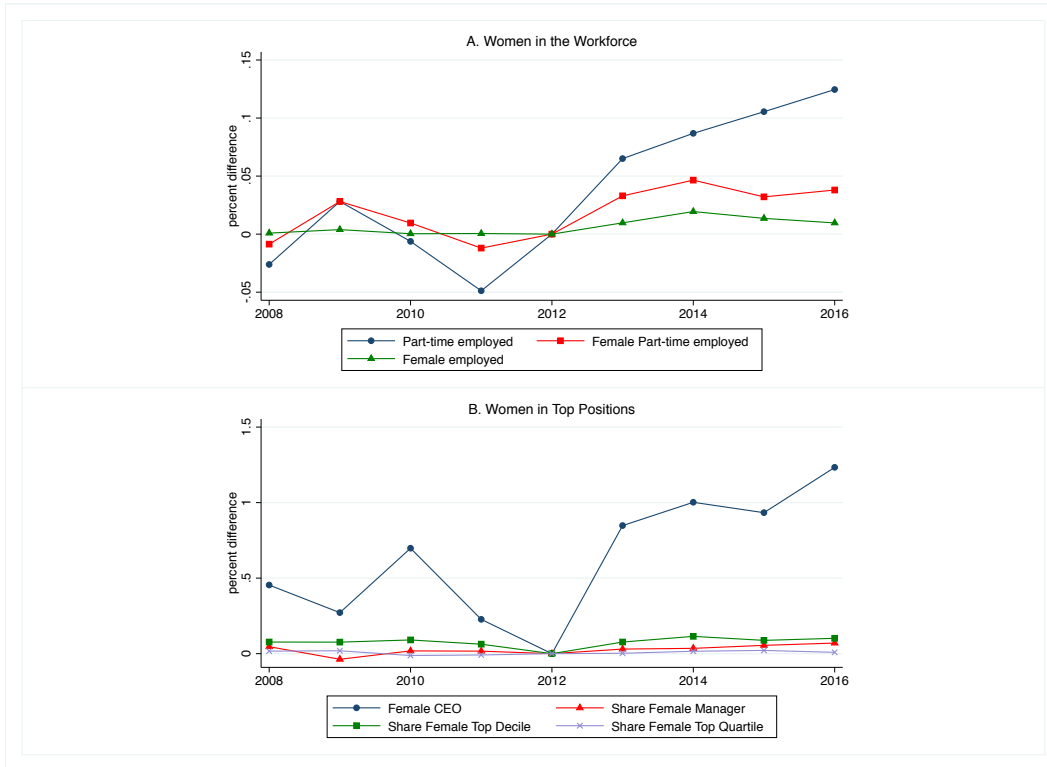 A. Women in the Workforce
percent difference
.15
.1
.05
0
-.05
2008 2010 2012 2014 2016
Part-time employed Female Part-time employed
Female employed
B. Women in Top Positions
percent difference
1.5
1
.5
0
2008 2010 2012 2014 2016
Female CEO Share Female Manager
Share Female Top Decile Share Female Top Quartile